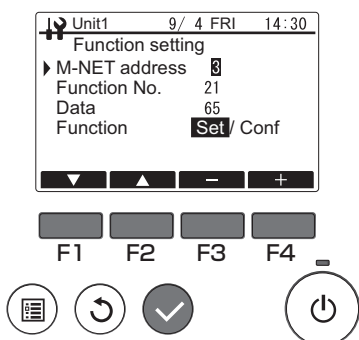 Unit1 9/ 4 FRI 14:30
Function setting
M-NET address 3
Function No. 21
Data 65
Function Set / Conf
− +
F1 F2 F3 F4